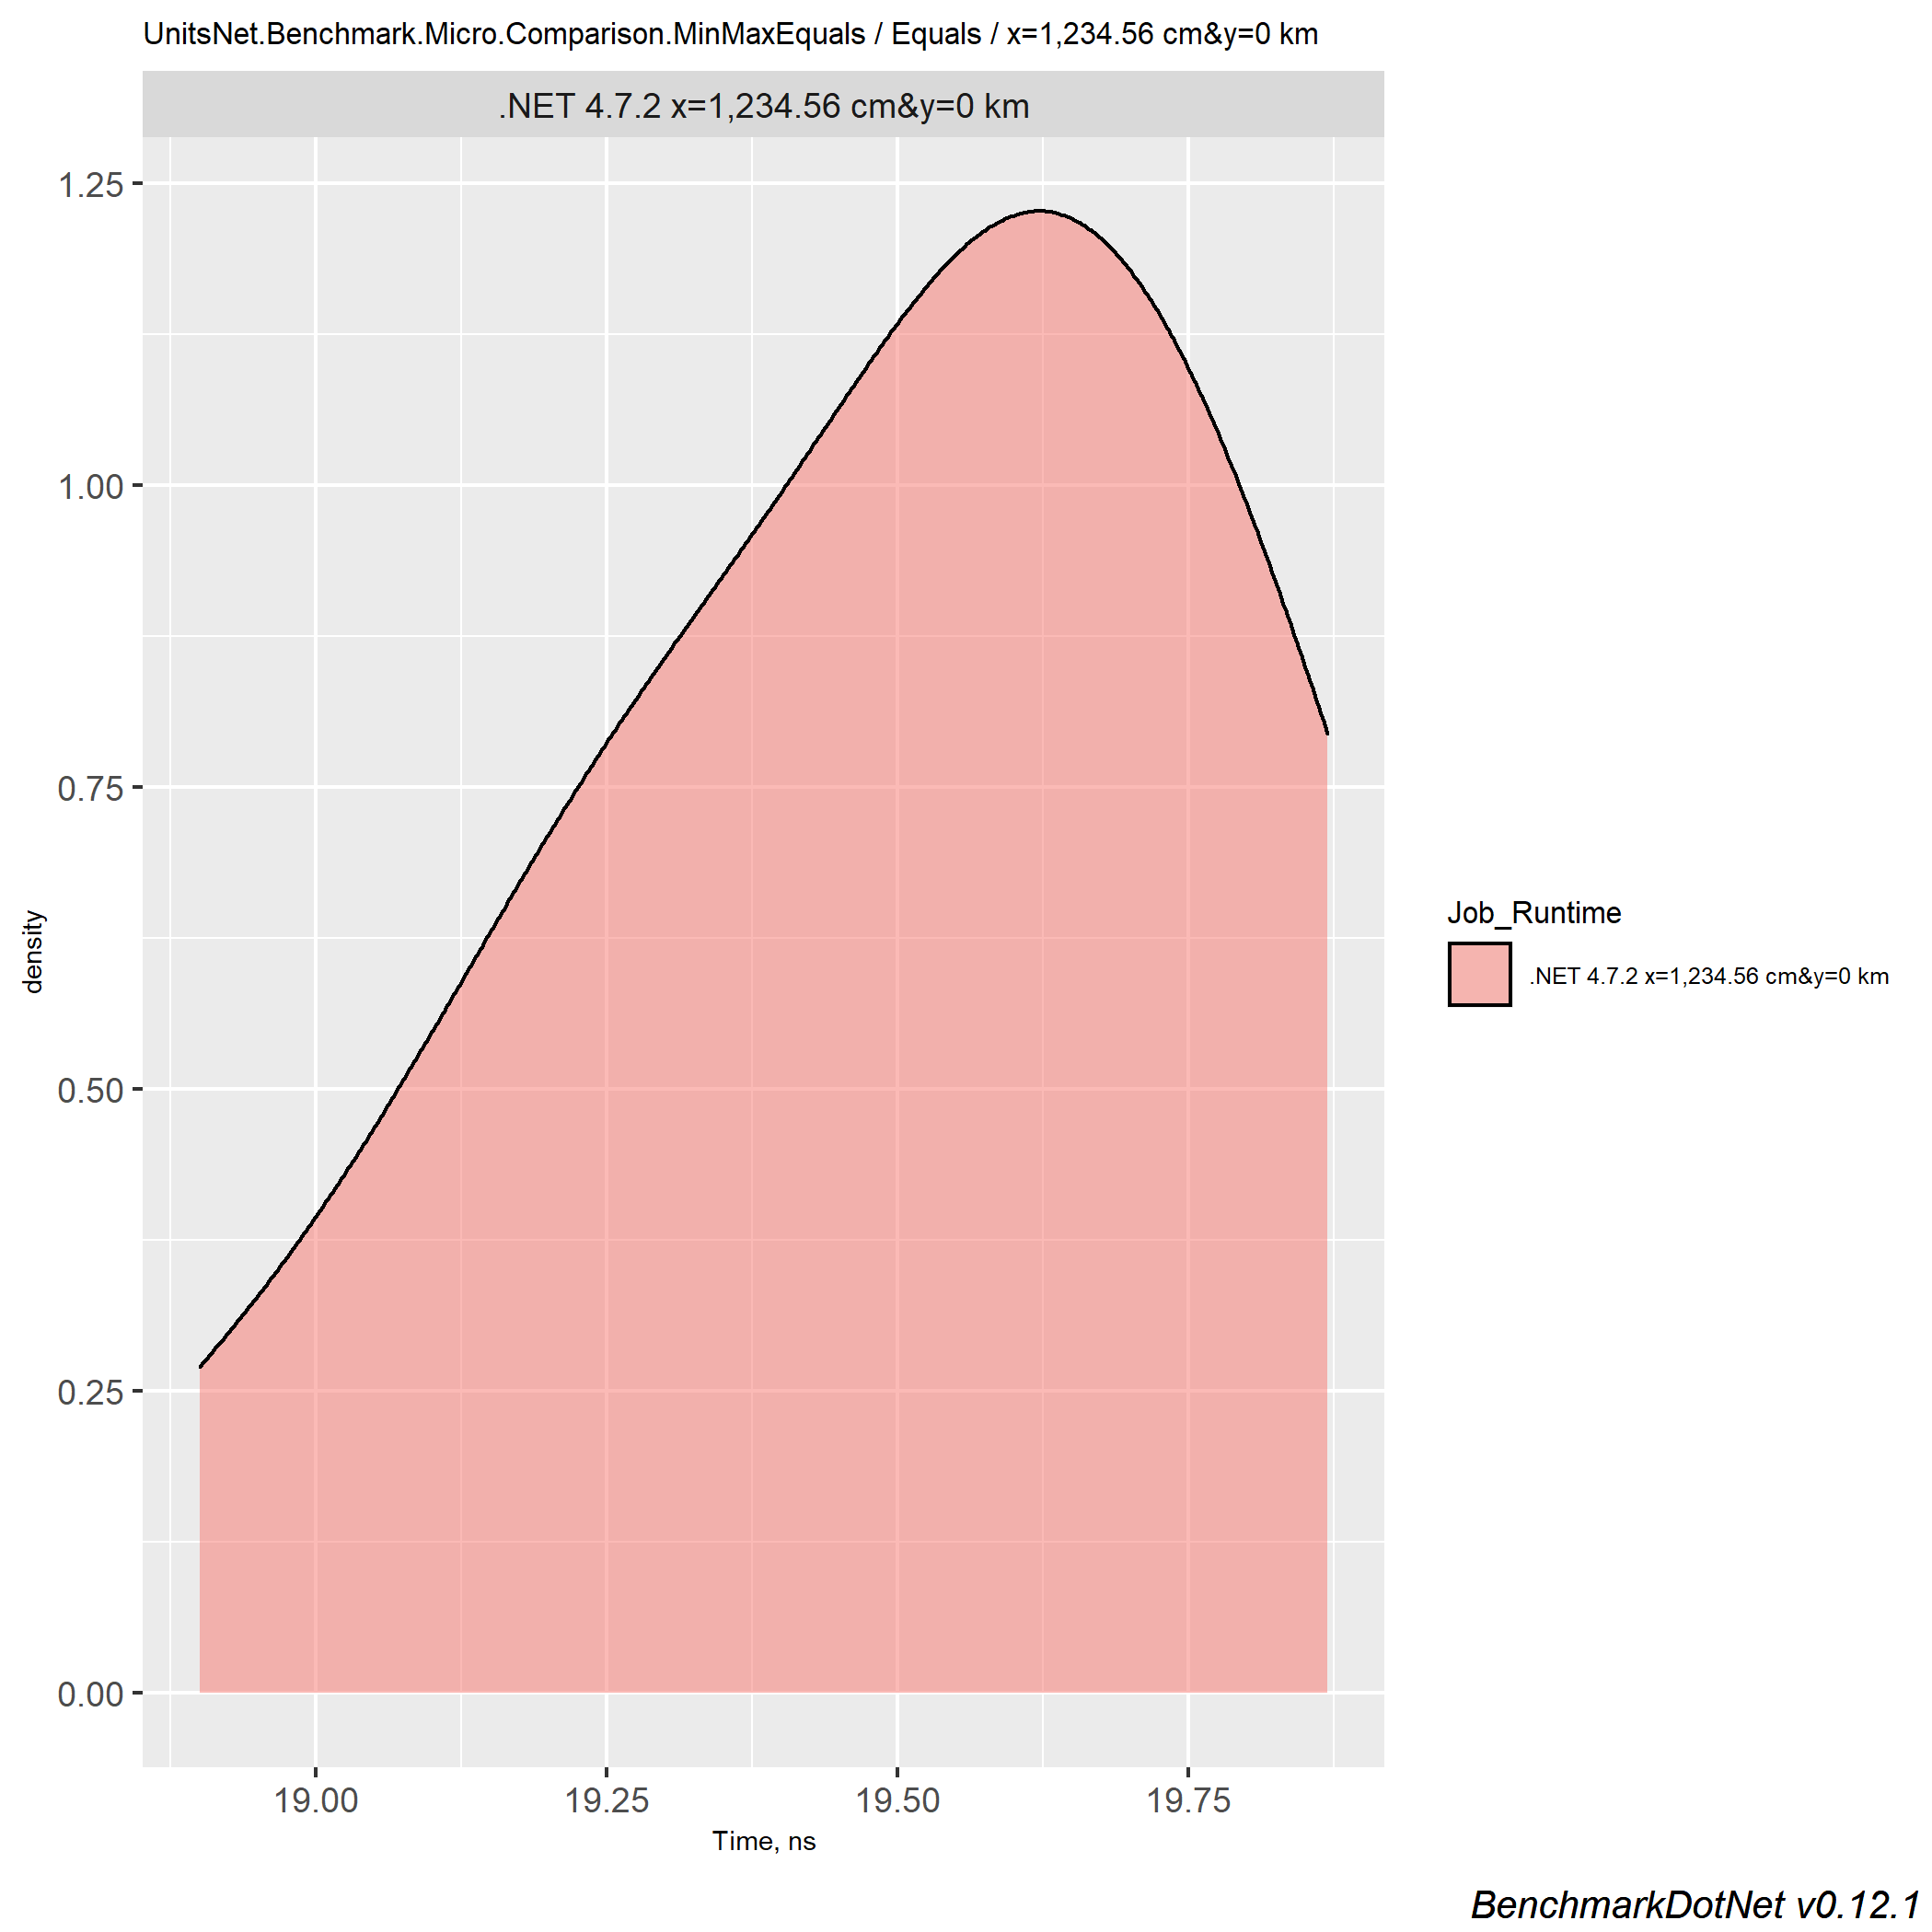 UnitsNet.Benchmark.Micro.Comparison.MinMaxEquals / Equals / x=1,234.56 cm&y=0 km
.NET 4.7.2 x=1,234.56 cm&y=0 km
1.25
1.00
0.75
0.50
0.25
0.00
density
19.00 19.25 19.50 19.75
Time, ns
Job_Runtime
.NET 4.7.2 x=1,234.56 cm&y=0 km
BenchmarkDotNet v0.12.1